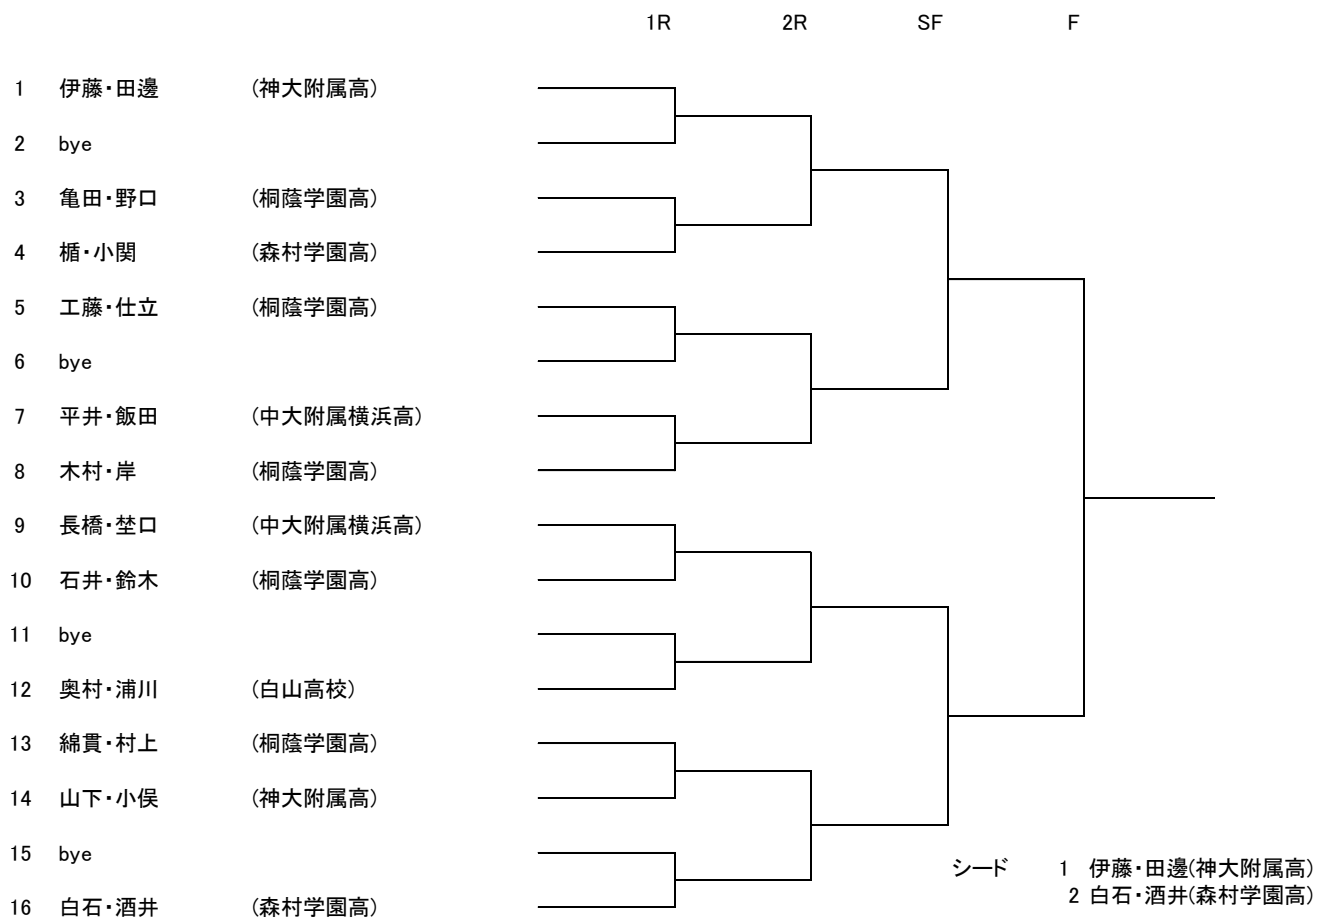 1R 2R SF F
1 伊藤・田邊 (神大附属高)
2 bye
3 亀田・野口 (桐蔭学園高)
4 楯・小関 (森村学園高)
5 工藤・仕立 (桐蔭学園高)
6 bye
7 平井・飯田 (中大附属横浜高)
8 木村・岸 (桐蔭学園高)
9 長橋・埜口 (中大附属横浜高)
10 石井・鈴木 (桐蔭学園高)
11 bye
12 奥村・浦川 (白山高校)
13 綿貫・村上 (桐蔭学園高)
14 山下・小俣 (神大附属高)
15 bye
16 白石・酒井 (森村学園高)
シード 1 伊藤・田邊(神大附属高)
2 白石・酒井(森村学園高)